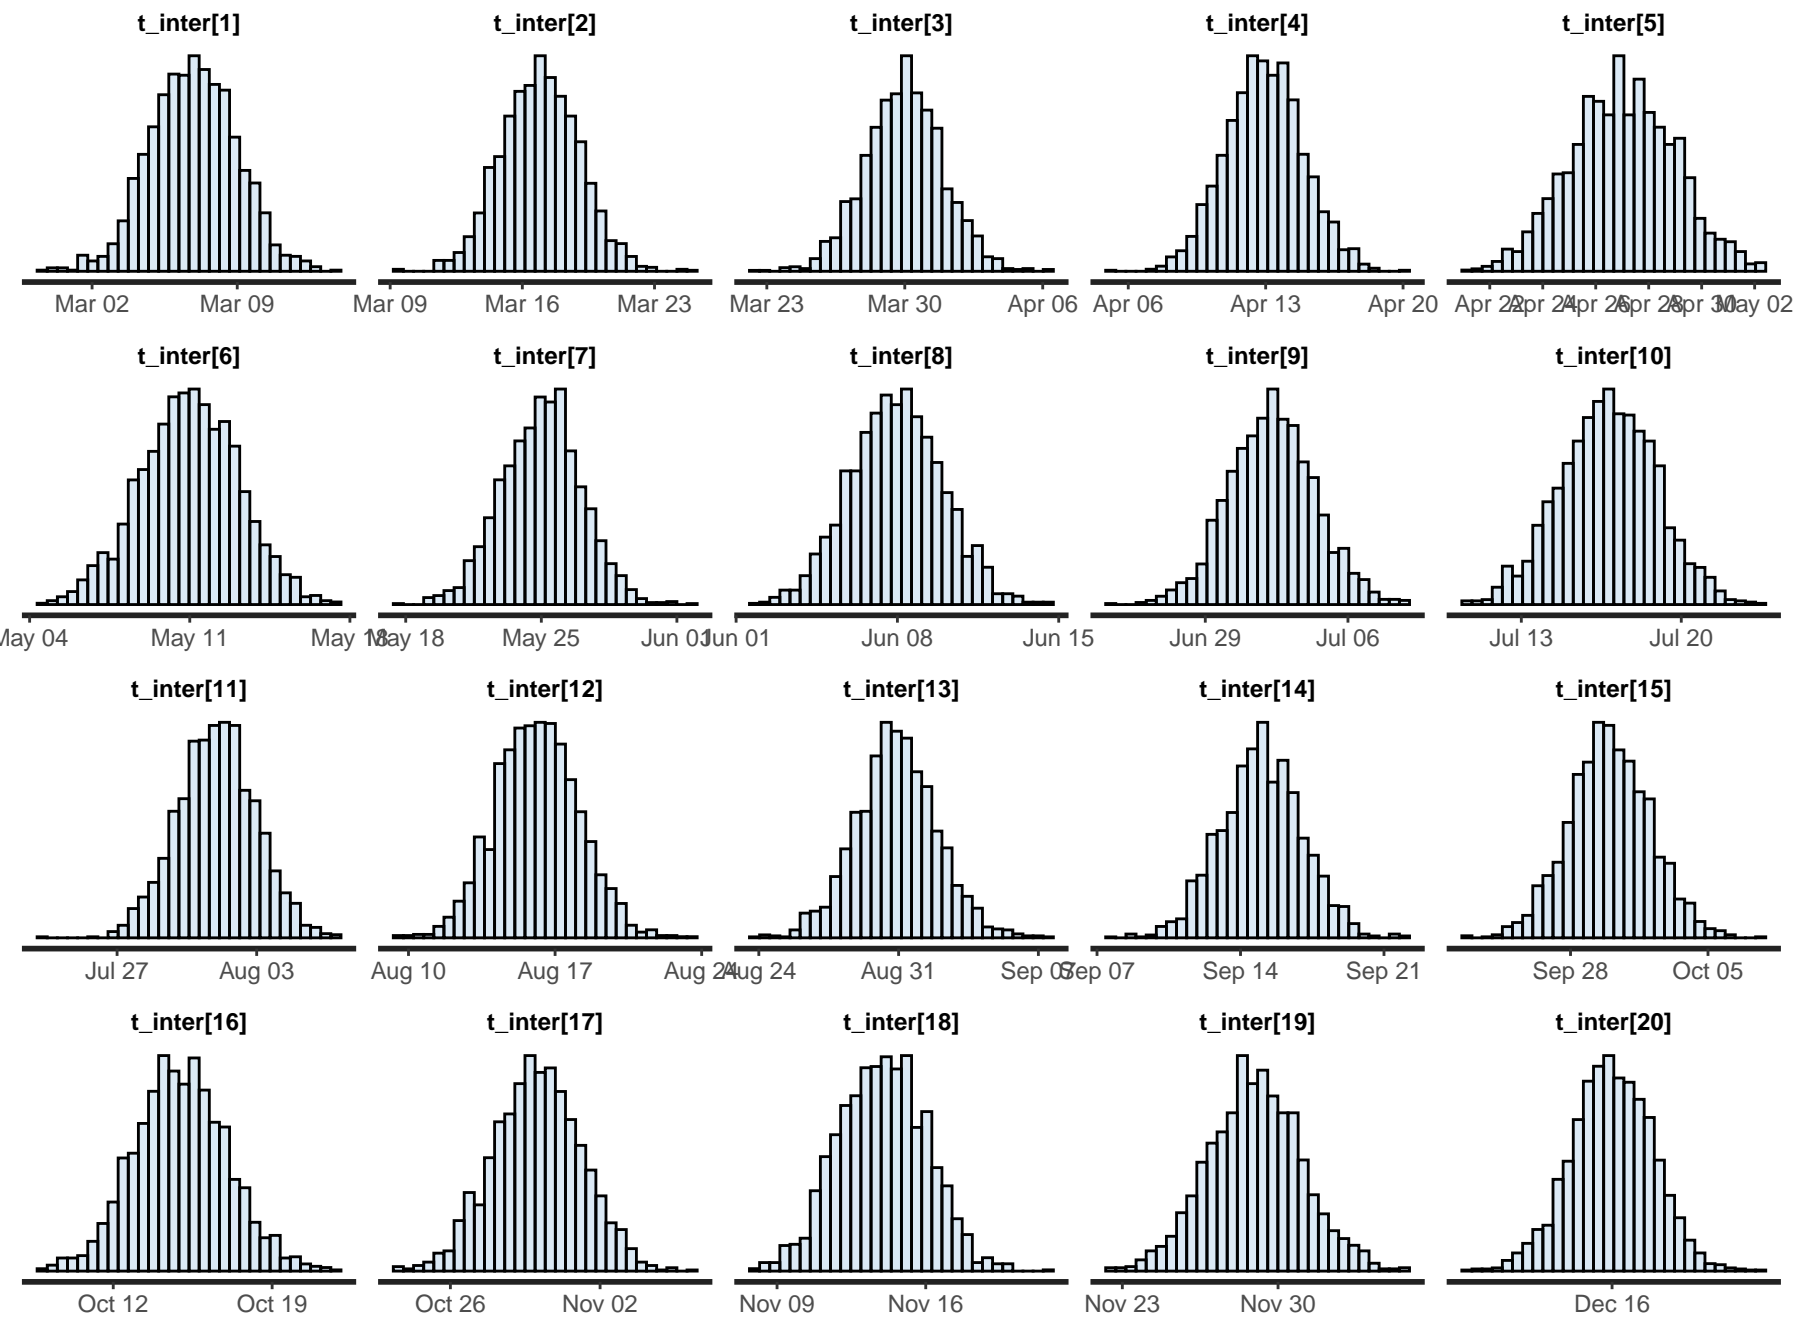 t_inter[1] t_inter[2] t_inter[3] t_inter[4] t_inter[5]
Mar 02 Mar 09 Mar 09 Mar 16 Mar 23 Mar 23 Mar 30 Apr 06 Apr 06 Apr 13 Apr 20 Apr 22 Apr 24 Apr 26 Apr 28 Apr 30 May 02
t_inter[6] t_inter[7] t_inter[8] t_inter[9] t_inter[10]
May 04 May 11 May 18 May 18 May 25 Jun 01 Jun 01 Jun 08 Jun 15 Jun 29 Jul 06 Jul 13 Jul 20
t_inter[11] t_inter[12] t_inter[13] t_inter[14] t_inter[15]
Jul 27 Aug 03 Aug 10 Aug 17 Aug 24 Aug 24 Aug 31 Sep 07 Sep 07 Sep 14 Sep 21 Sep 28 Oct 05
t_inter[16] t_inter[17] t_inter[18] t_inter[19] t_inter[20]
Oct 12 Oct 19 Oct 26 Nov 02 Nov 09 Nov 16 Nov 23 Nov 30 Dec 16